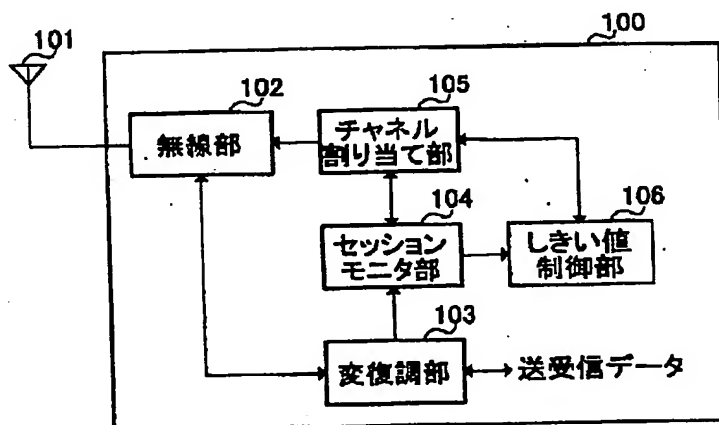 101
100
102
無線部
105
チャネル
割り当て部
104
セッション
モニタ部
106
しきい値
制御部
103
変復調部
送受信データ